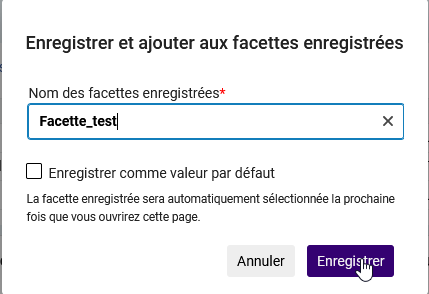 Enregistrer et ajouter aux facettes enregistrées
Nom des facettes enregistrées*
Facette_test
Enregistrer comme valeur par défaut
La facette enregistrée sera automatiquement sélectionnée la prochaine
fois que vous ouvrirez cette page.
Annuler
Enregistrer